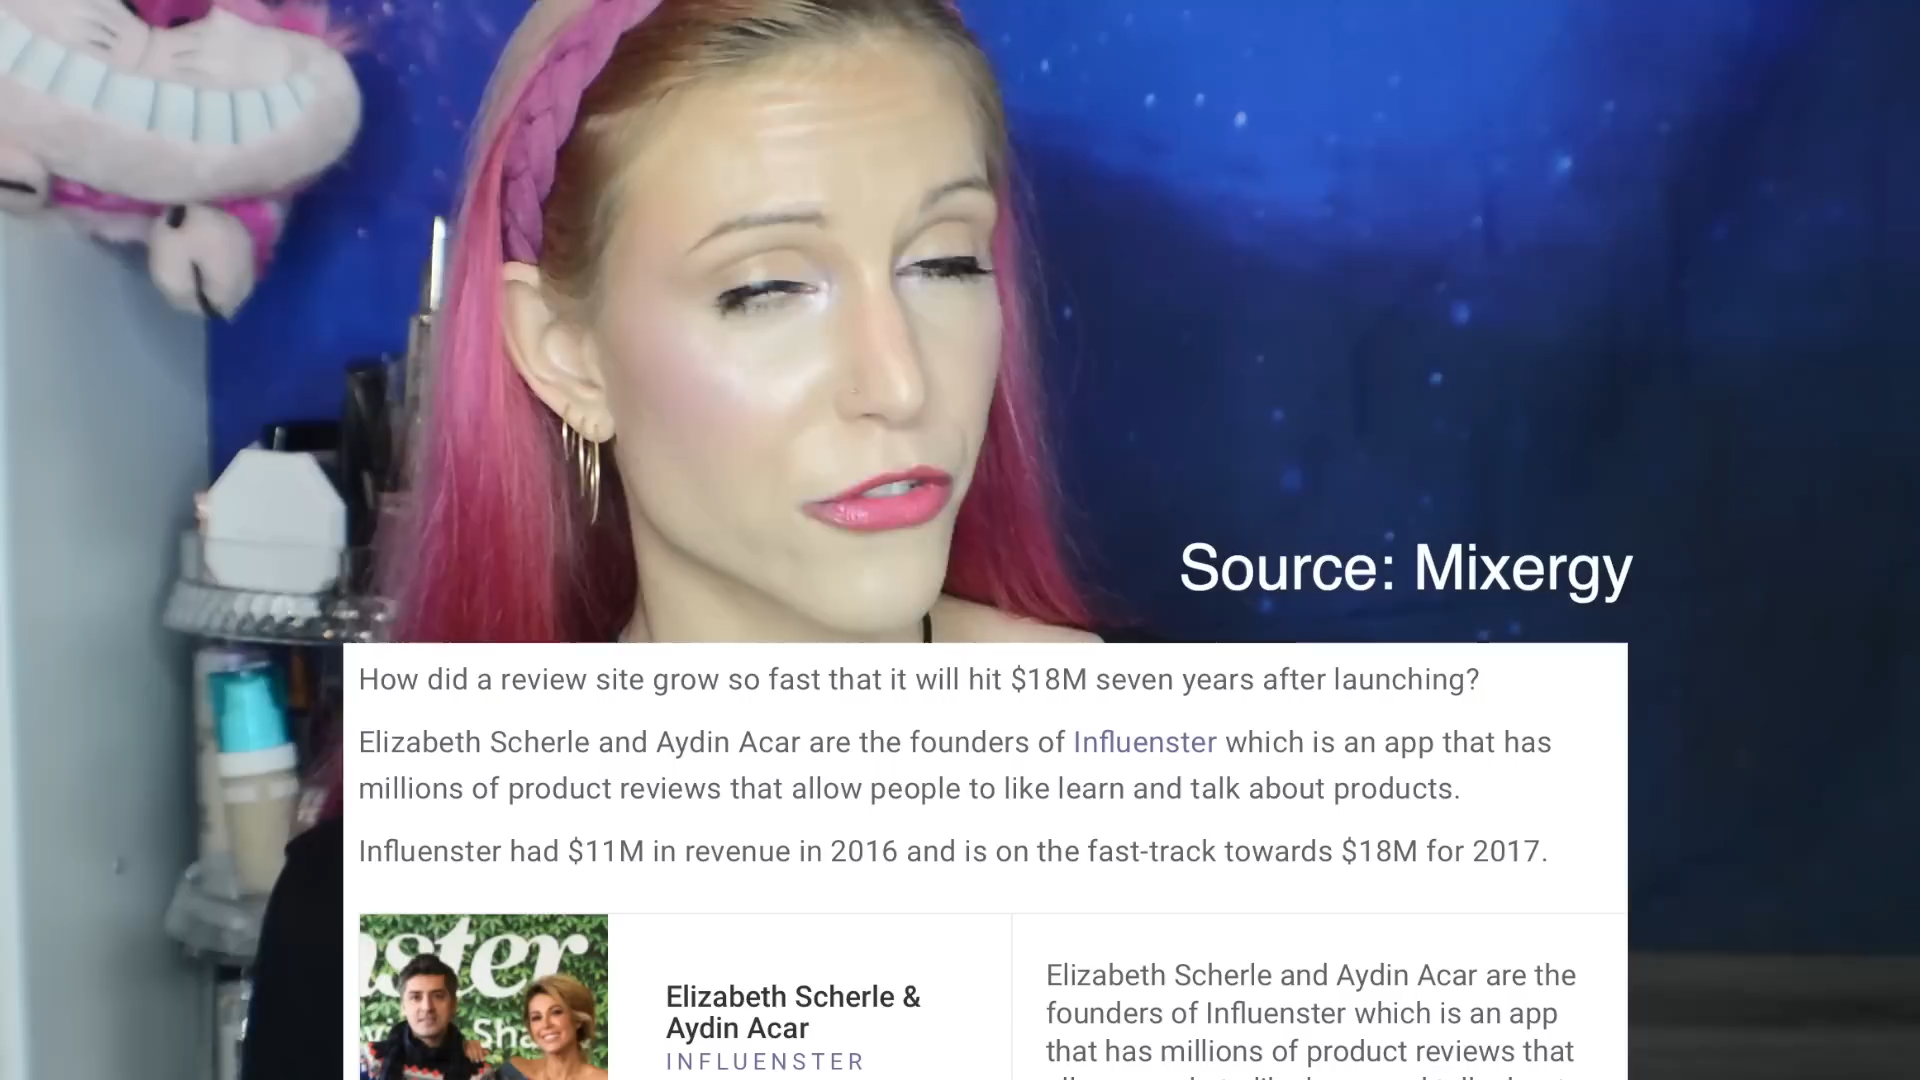 Source: Mixergy
How did a review site grow so fast that it will hit $18M seven years after launching?
Elizabeth Scherle and Aydin Acar are the founders of Influenster which is an app that has
millions of product reviews that allow people to like learn and talk about products.
Influenster had $11M in revenue in 2016 and is on the fast-track towards $18M for 2017.
ster
Sha
Elizabeth Scherle &
Aydin Acar
INFLUENSTER
Elizabeth Scherle and Aydin Acar are the
founders of Influenster which is an app
that has millions of product reviews that